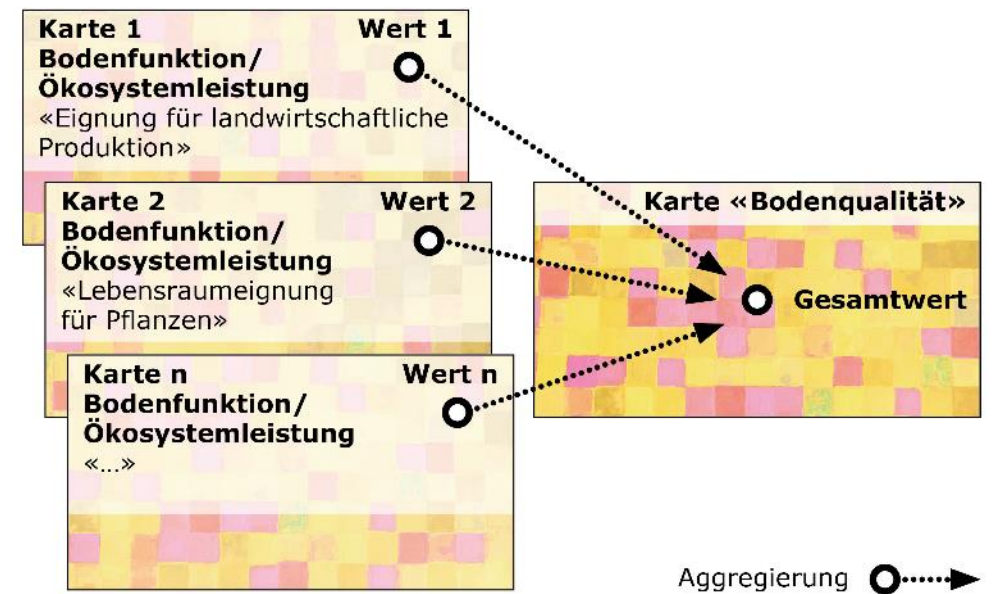 Karte 1 Wert 1
Bodenfunktion/
Ökosystemleistung
«Eignung für landwirtschaftliche
Produktion»
Karte 2 Wert 2
Bodenfunktion/
Ökosystemleistung
«Lebensraumeignung
für Pflanzen»
Karte n Wert n
Bodenfunktion/
Ökosystemleistung
«...»
Karte «Bodenqualität»
Gesamtwert
Aggregierung